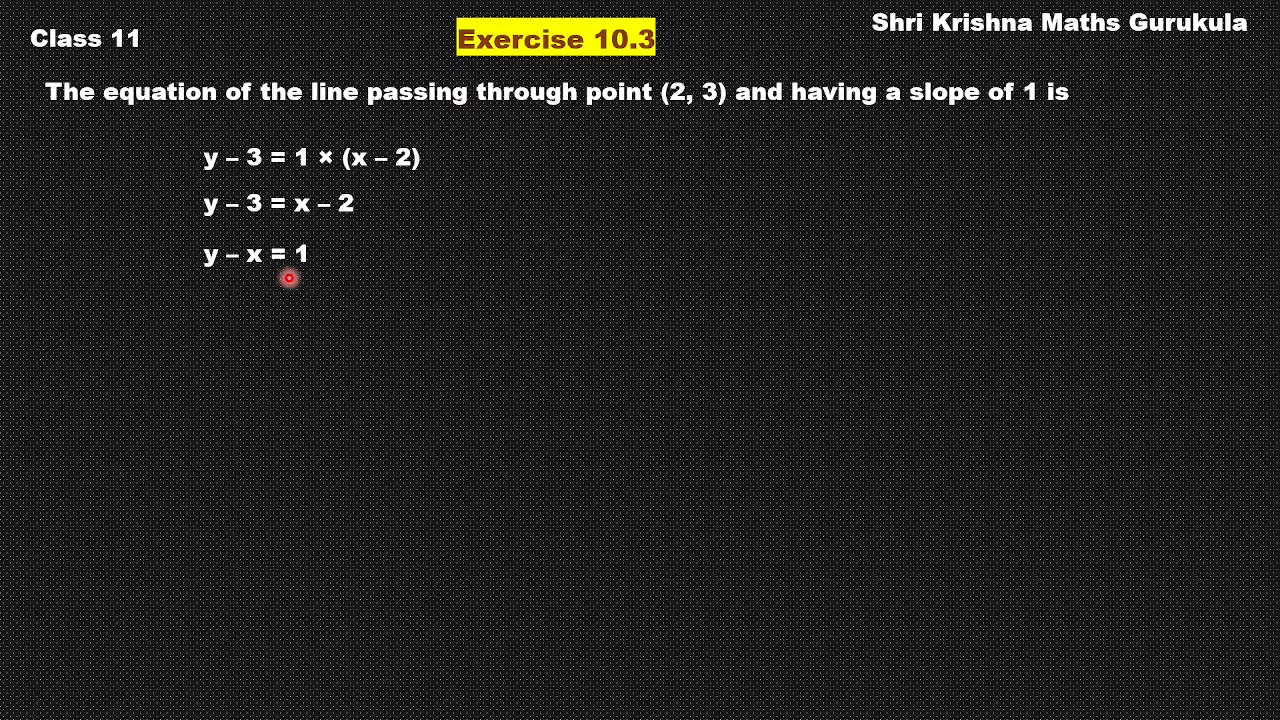 Class 11
Exercise 10.3
Shri Krishna Maths Gurukula
The equation of the line passing through point (2, 3) and having a slope of 1 is
y – 3 = 1 × (x – 2)
y – 3 = x – 2
y – x = 1